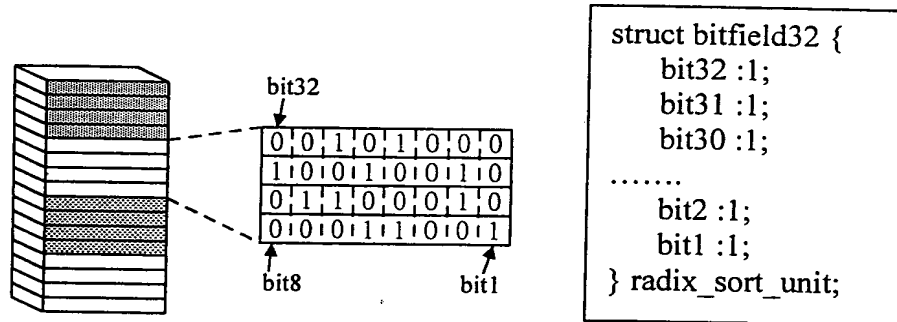 bit32
0 0 1 0 1 0 0 0
1 0 0 1 0 0 1 0
0 1 1 0 0 0 1 0
0 0 0 1 1 0 0 1
bit8
bit1
struct bitfield32 {
bit32 :1;
bit31 :1;
bit30 :1;
.......
bit2 :1;
bit1 :1;
} radix_sort_unit;